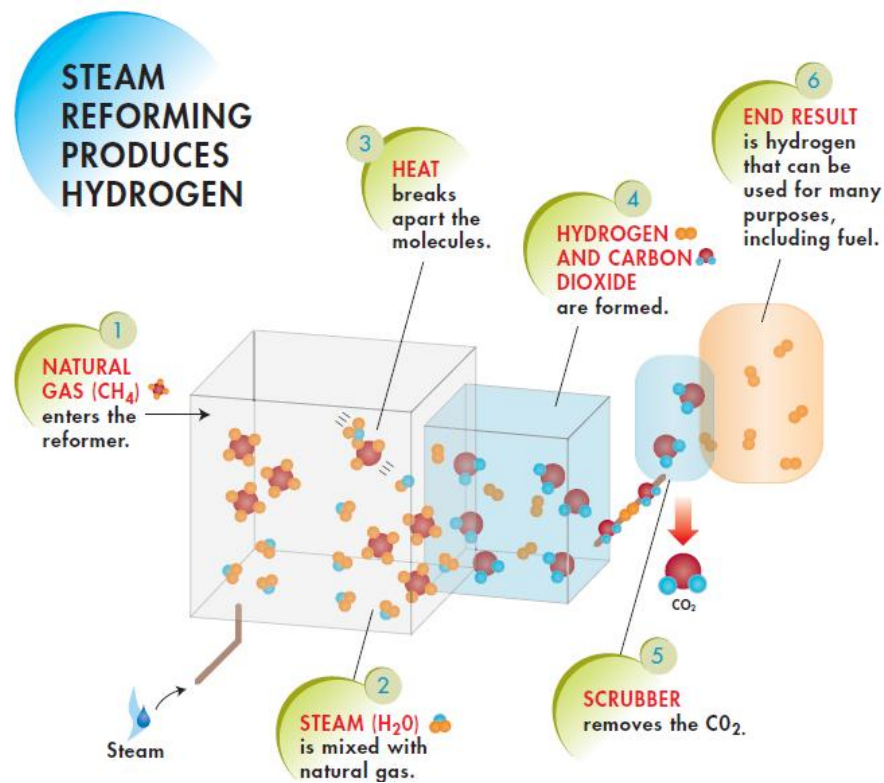 STEAM
REFORMING
PRODUCES
HYDROGEN
1
NATURAL
GAS (CH₄)
enters the
reformer.
2
STEAM (H₂0)
is mixed with
natural gas.
3
HEAT
breaks
apart the
molecules.
4
HYDROGEN
AND CARBON
DIOXIDE
are formed.
5
SCRUBBER
removes the C0₂.
6
END RESULT
is hydrogen
that can be
used for many
purposes,
including fuel.
Steam
CO₂